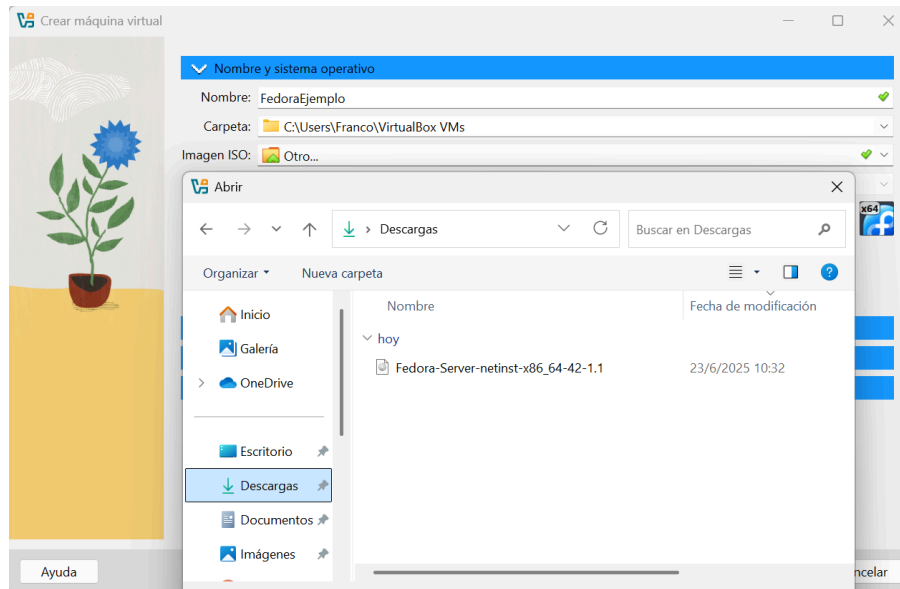 Crear máquina virtual
Nombre y sistema operativo
Nombre: FedoraEjemplo
Carpeta: C:\Users\Franco\VirtualBox VMs
Imagen ISO: Otro...
Abrir
x64
Descargas
Buscar en Descargas
Organizar
Nueva carpeta
Nombre
Fecha de modificación
Inicio
hoy
Galería
Fedora-Server-netinst-x86_64-42-1.1
23/6/2025 10:32
OneDrive
Escritorio
Descargas
Documentos
Imágenes
Ayuda
ncelar